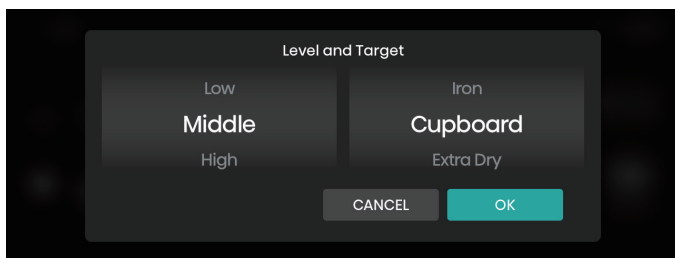 Level and Target
Low
Iron
Middle
Cupboard
High
Extra Dry
CANCEL
OK